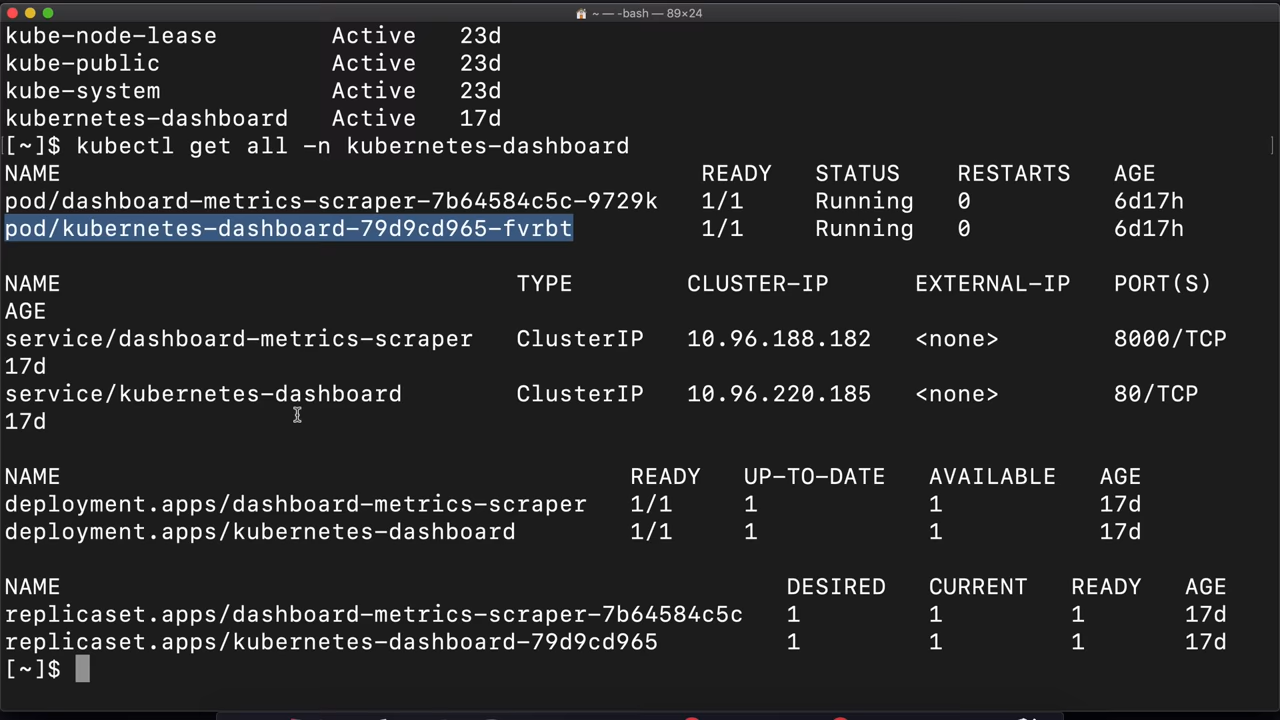 ~ — -bash — 89×24
kube-node-lease Active 23d
kube-public Active 23d
kube-system Active 23d
kubernetes-dashboard Active 17d
[~]$ kubectl get all -n kubernetes-dashboard
NAME READY STATUS RESTARTS AGE
pod/dashboard-metrics-scraper-7b64584c5c-9729k 1/1 Running 0 6d17h
pod/kubernetes-dashboard-79d9cd965-fvrbt 1/1 Running 0 6d17h
NAME TYPE CLUSTER-IP EXTERNAL-IP PORT(S)
AGE
service/dashboard-metrics-scraper ClusterIP 10.96.188.182 <none> 8000/TCP
17d
service/kubernetes-dashboard ClusterIP 10.96.220.185 <none> 80/TCP
17d
NAME READY UP-TO-DATE AVAILABLE AGE
deployment.apps/dashboard-metrics-scraper 1/1 1 1 17d
deployment.apps/kubernetes-dashboard 1/1 1 1 17d
NAME DESIRED CURRENT READY AGE
replicaset.apps/dashboard-metrics-scraper-7b64584c5c 1 1 1 17d
replicaset.apps/kubernetes-dashboard-79d9cd965 1 1 1 17d
[~]$